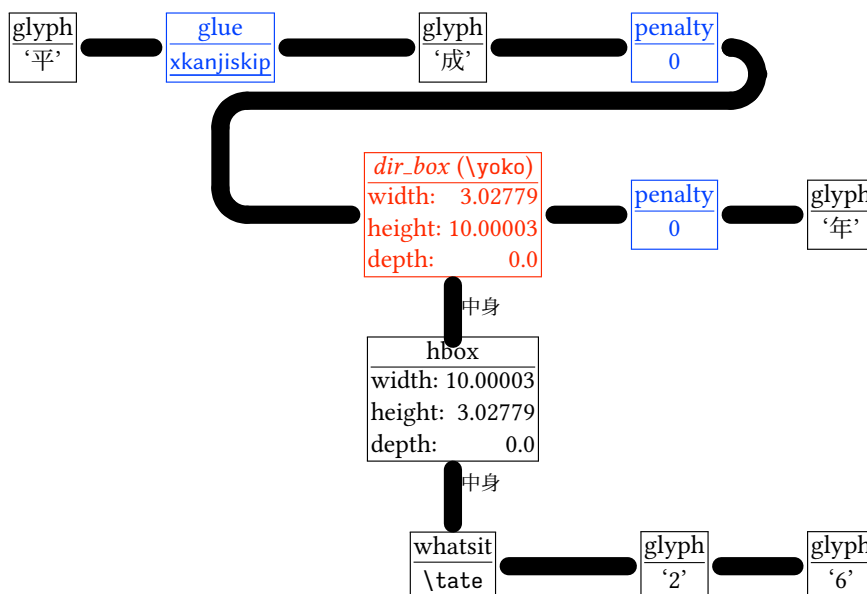 glyph
‘平’
glue
xkanjiskip
glyph
‘成’
penalty
0
dir_box (\yoko)
width: 3.02779
height: 10.00003
depth: 0.0
penalty
0
glyph
‘年’
中身
hbox
width: 10.00003
height: 3.02779
depth: 0.0
中身
whatsit
\tate
glyph
‘2’
glyph
‘6’